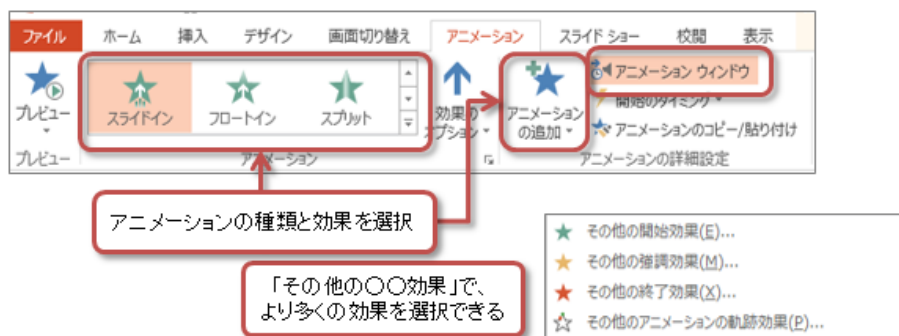 ファイル ホーム 挿入 デザイン 画面切り替え アニメーション スライド ショー 校閲 表示
プレビュー
スライドイン フロートイン スプリット
効果の
オプション
アニメーション
の追加
アニメーション ウィンドウ
開始のタイミング
アニメーションのコピー/貼り付け
プレビュー アニメーション アニメーションの詳細設定
アニメーションの種類と効果を選択
「その他の〇〇効果」で、
より多くの効果を選択できる
その他の開始効果(E)...
その他の強調効果(M)...
その他の終了効果(X)...
その他のアニメーションの軌跡効果(P)...